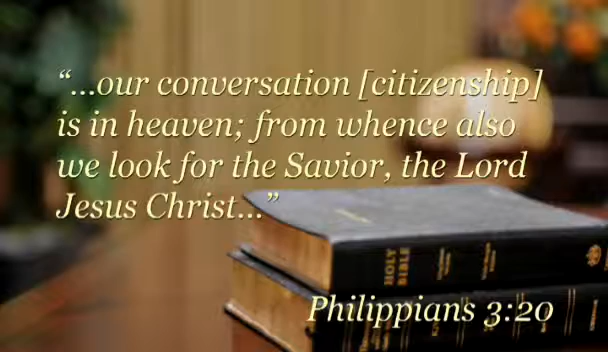 “...our conversation [citizenship]
is in heaven; from whence also
we look for the Savior, the Lord
Jesus Christ...”
HOLY
BIBLE
Philippians 3:20